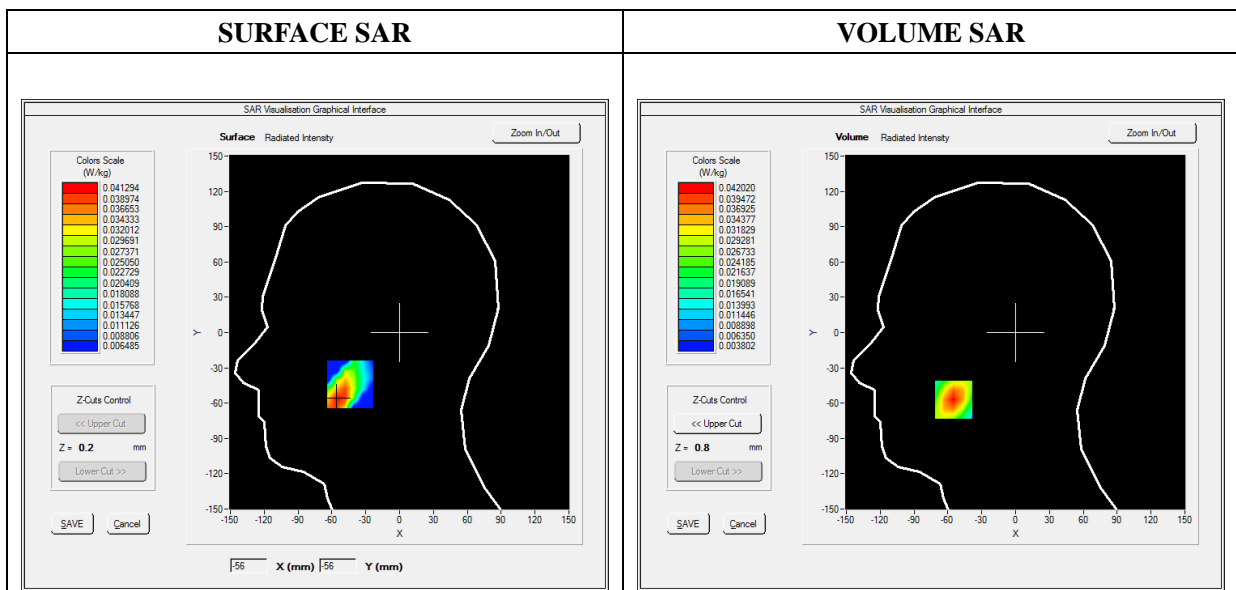 SURFACE SAR
VOLUME SAR
SAR Visualisation Graphical Interface
Surface Radiated Intensity
Zoom In/Out
Colors Scale
(W/kg)
0.041294
0.038974
0.036653
0.034333
0.032012
0.029691
0.027371
0.025050
0.022729
0.020409
0.018088
0.015768
0.013447
0.011126
0.008806
0.006485
150
120
90
60
30
0
-30
-60
-90
-120
-150
Y
-150 -120 -90 -60 -30 0 30 60 90 120 150
X
Z-Cuts Control
<< Upper Cut
Z = 0.2 mm
Lower Cut >>
SAVE Cancel
-56 X (mm) -56 Y (mm)
SAR Visualisation Graphical Interface
Volume Radiated Intensity
Zoom In/Out
Colors Scale
(W/kg)
0.042020
0.039472
0.036925
0.034377
0.031829
0.029281
0.026733
0.024185
0.021637
0.019089
0.016541
0.013993
0.011446
0.008898
0.006350
0.003802
150
120
90
60
30
0
-30
-60
-90
-120
-150
Y
-150 -120 -90 -60 -30 0 30 60 90 120 150
X
Z-Cuts Control
<< Upper Cut
Z = 0.8 mm
Lower Cut >>
SAVE Cancel